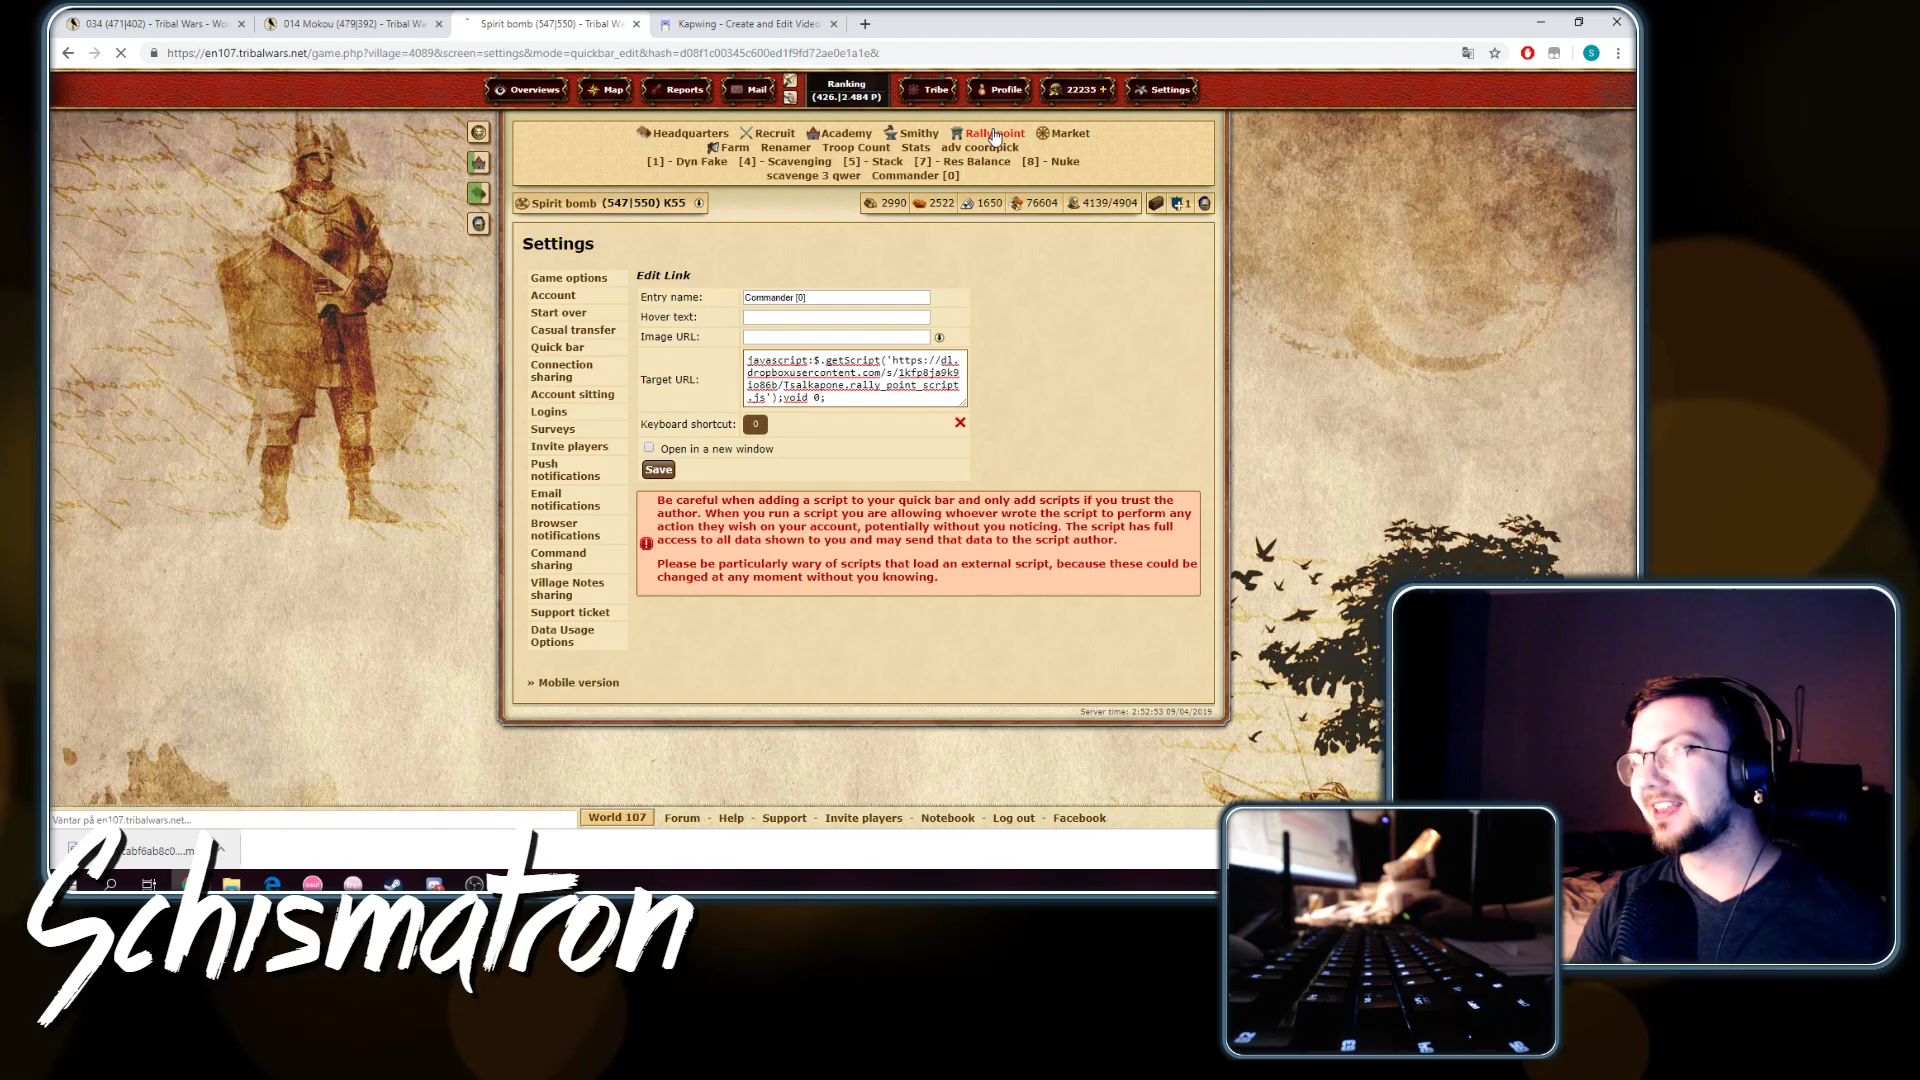 034 (471|402) - Tribal Wars - Wo
014 Mokou (479|392) - Tribal Wa
Spirit bomb (547|550) - Tribal Wa
Kapwing - Create and Edit Video
https://en107.tribalwars.net/game.php?village=4089&screen=settings&mode=quickbar_edit&hash=d08f1c00345c600ed1f9fd72ae0e1a1e&
S
Overviews
Map
Reports
Mail
Ranking
(426.|2.484 P)
Tribe
Profile
22235 +
Settings
Headquarters Recruit Academy Smithy Rally point Market
Farm Renamer Troop Count Stats adv coordpick
[1] - Dyn Fake [4] - Scavenging [5] - Stack [7] - Res Balance [8] - Nuke
scavenge 3 qwer Commander [0]
Spirit bomb (547|550) K55
2990 2522 1650 76604 4139/4904 1
Settings
Game options
Account
Start over
Casual transfer
Quick bar
Connection
sharing
Account sitting
Logins
Surveys
Invite players
Push
notifications
Email
notifications
Browser
notifications
Command
sharing
Village Notes
sharing
Support ticket
Data Usage
Options
» Mobile version
Edit Link
Entry name: Commander [0]
Hover text:
Image URL:
Target URL:
javascript:$.getScript('https://dl.
dropboxusercontent.com/s/1kfp8ja9k9
io86b/Tsalkapone.rally_point_script
.js');void 0;
Keyboard shortcut: 0
Open in a new window
Save
Be careful when adding a script to your quick bar and only add scripts if you trust the
author. When you run a script you are allowing whoever wrote the script to perform any
action they wish on your account, potentially without you noticing. The script has full
access to all data shown to you and may send that data to the script author.
Please be particularly wary of scripts that load an external script, because these could be
changed at any moment without you knowing.
Server time: 2:52:53 09/04/2019
World 107 Forum - Help - Support - Invite players - Notebook - Log out - Facebook
Väntar på en107.tribalwars.net...
cabf6ab8c0....m
Schismatron